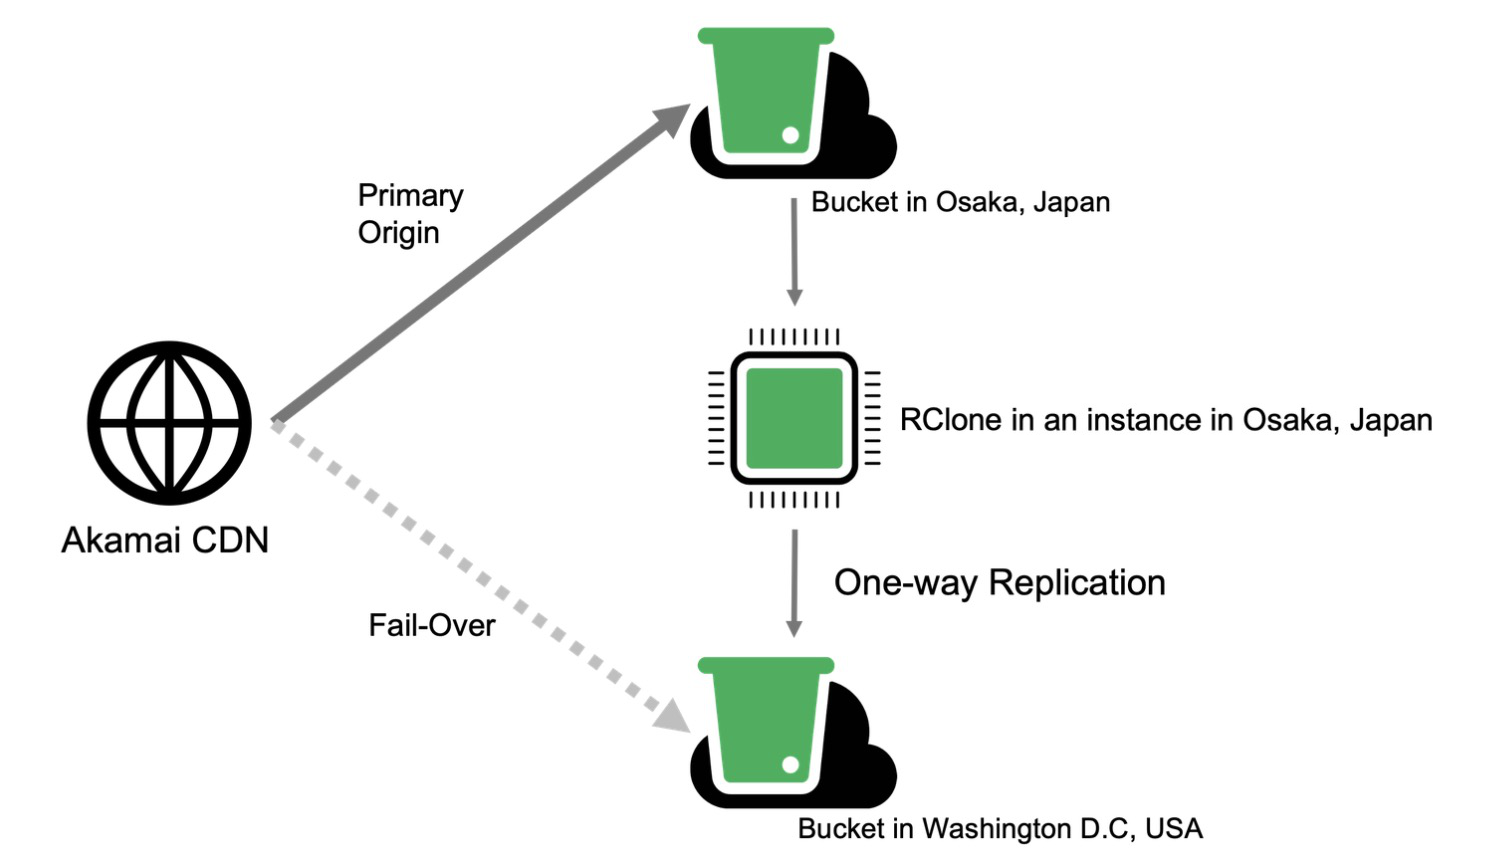 Primary
Origin
Bucket in Osaka, Japan
RClone in an instance in Osaka, Japan
Akamai CDN
One-way Replication
Fail-Over
Bucket in Washington D.C, USA